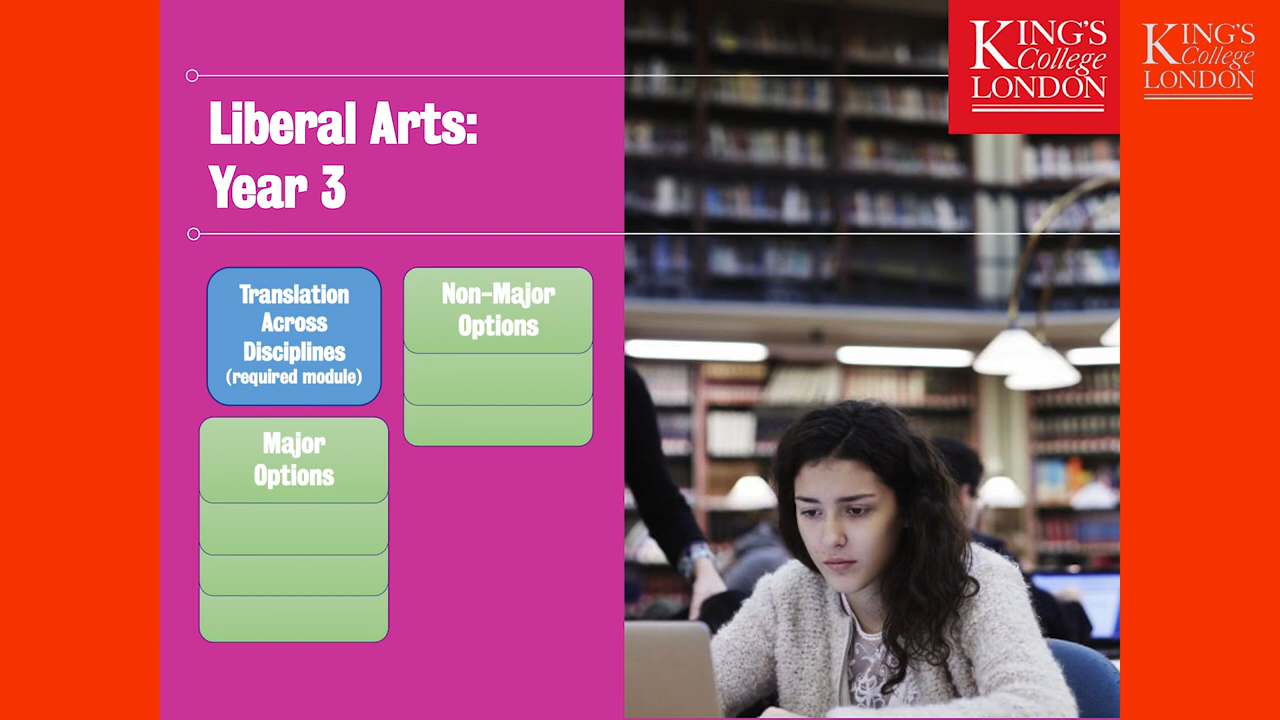 Liberal Arts:
Year 3
Translation
Across
Disciplines
(required module)
Major
Options
Non-Major
Options
KING'S
College
LONDON
KING'S
College
LONDON